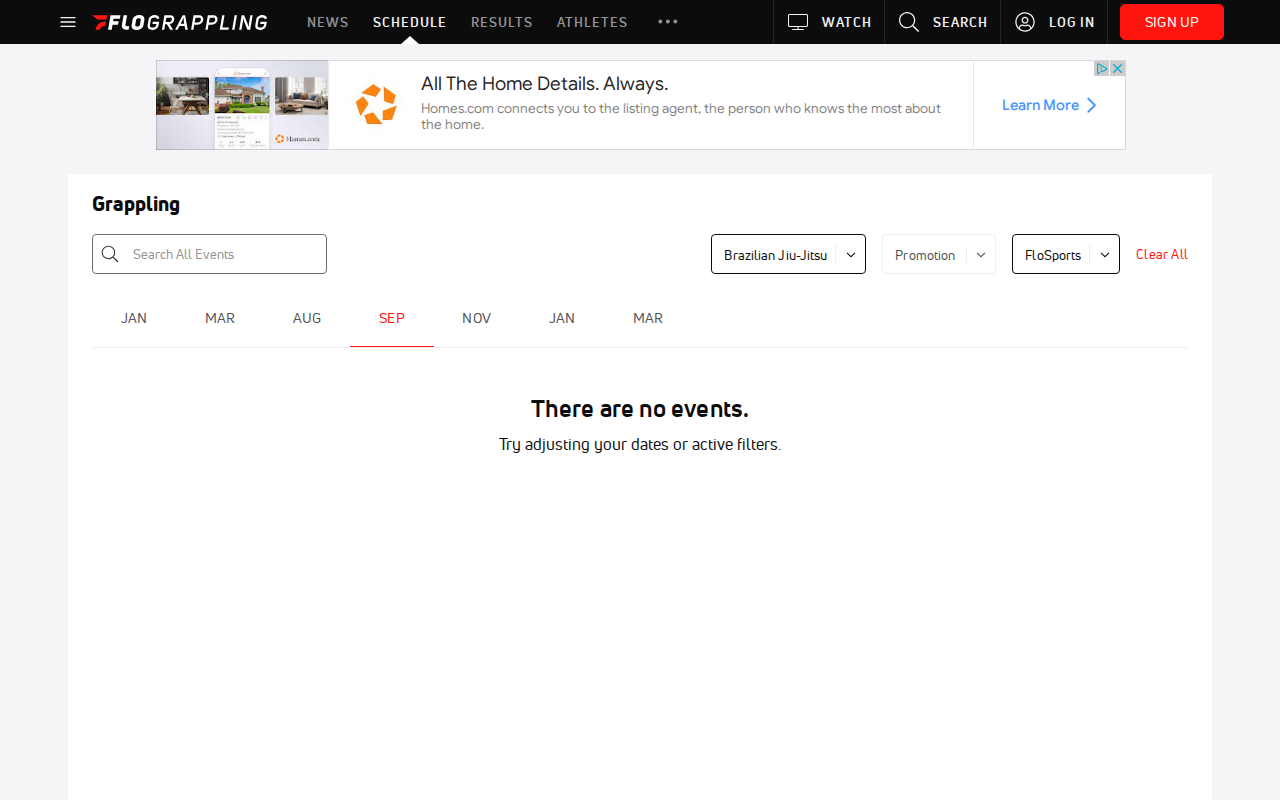 FLOGRAPPLING NEWS SCHEDULE RESULTS ATHLETES WATCH SEARCH LOG IN SIGN UP
All The Home Details. Always.
Homes.com connects you to the listing agent, the person who knows the most about
the home.
Learn More
Homes.com
Grappling
Search All Events Brazilian Jiu-Jitsu Promotion FloSports Clear All
JAN MAR AUG SEP NOV JAN MAR
There are no events.
Try adjusting your dates or active filters.